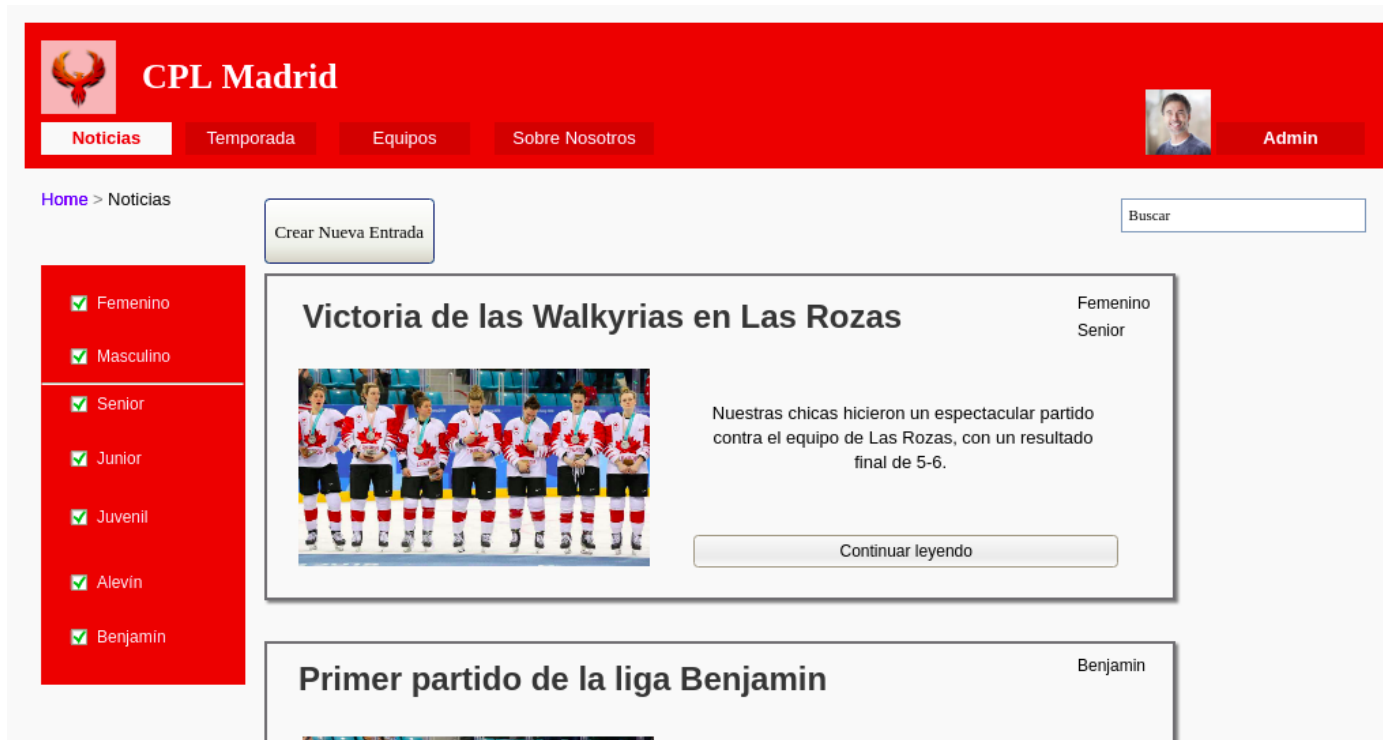 CPL Madrid
Noticias
Temporada
Equipos
Sobre Nosotros
Admin
Home > Noticias
Crear Nueva Entrada
Buscar
Femenino
Masculino
Senior
Junior
Juvenil
Alevín
Benjamín
Victoria de las Walkyrias en Las Rozas
Femenino
Senior
Nuestras chicas hicieron un espectacular partido
contra el equipo de Las Rozas, con un resultado
final de 5-6.
Continuar leyendo
Primer partido de la liga Benjamin
Benjamin